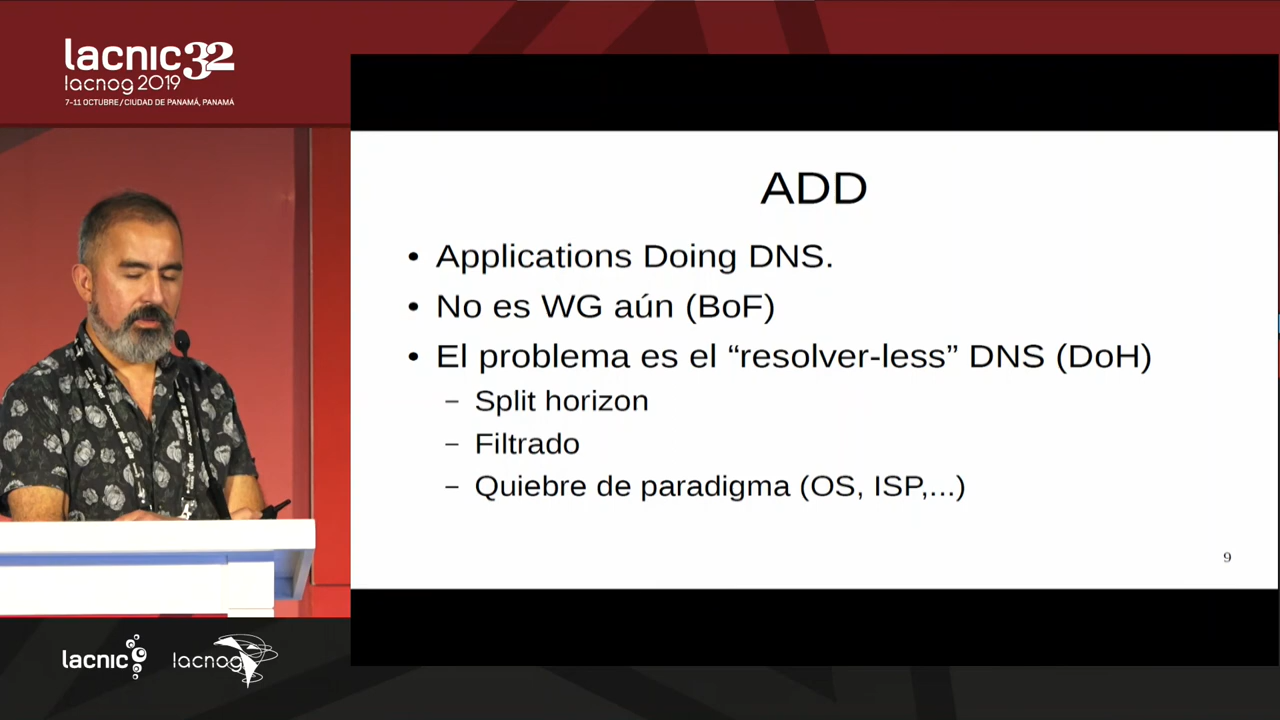 lacnic32
lacnog 2019
7-11 OCTUBRE / CIUDAD DE PANAMÁ, PANAMÁ
ADD
• Applications Doing DNS.
• No es WG aún (BoF)
• El problema es el “resolver-less” DNS (DoH)
– Split horizon
– Filtrado
– Quiebre de paradigma (OS, ISP,...)
9
lacnic
lacnog